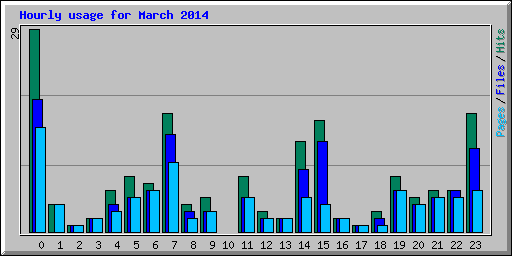 Hourly usage for March 2014
29
Pages/Files/Hits
0 1 2 3 4 5 6 7 8 9 10 11 12 13 14 15 16 17 18 19 20 21 22 23